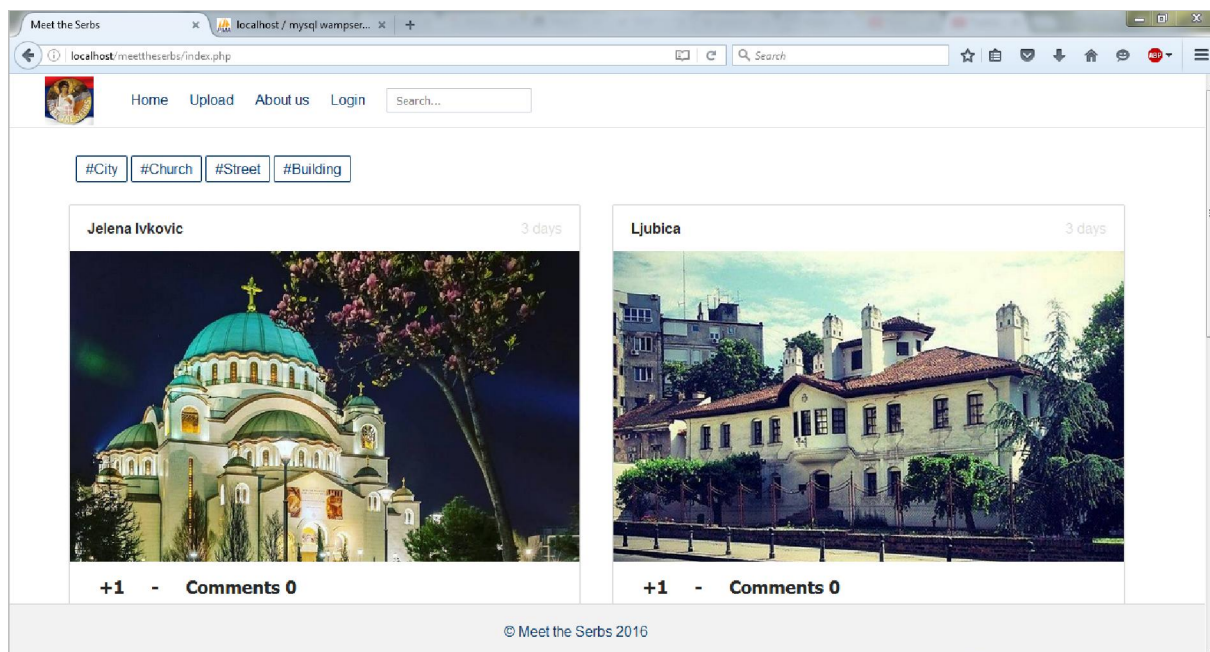 Meet the Serbs
localhost / mysql wampser...
localhost/meettheserbs/index.php
Search
ABP
Home Upload About us Login Search...
#City #Church #Street #Building
Jelena Ivkovic 3 days
Ljubica 3 days
+1 - Comments 0
+1 - Comments 0
© Meet the Serbs 2016